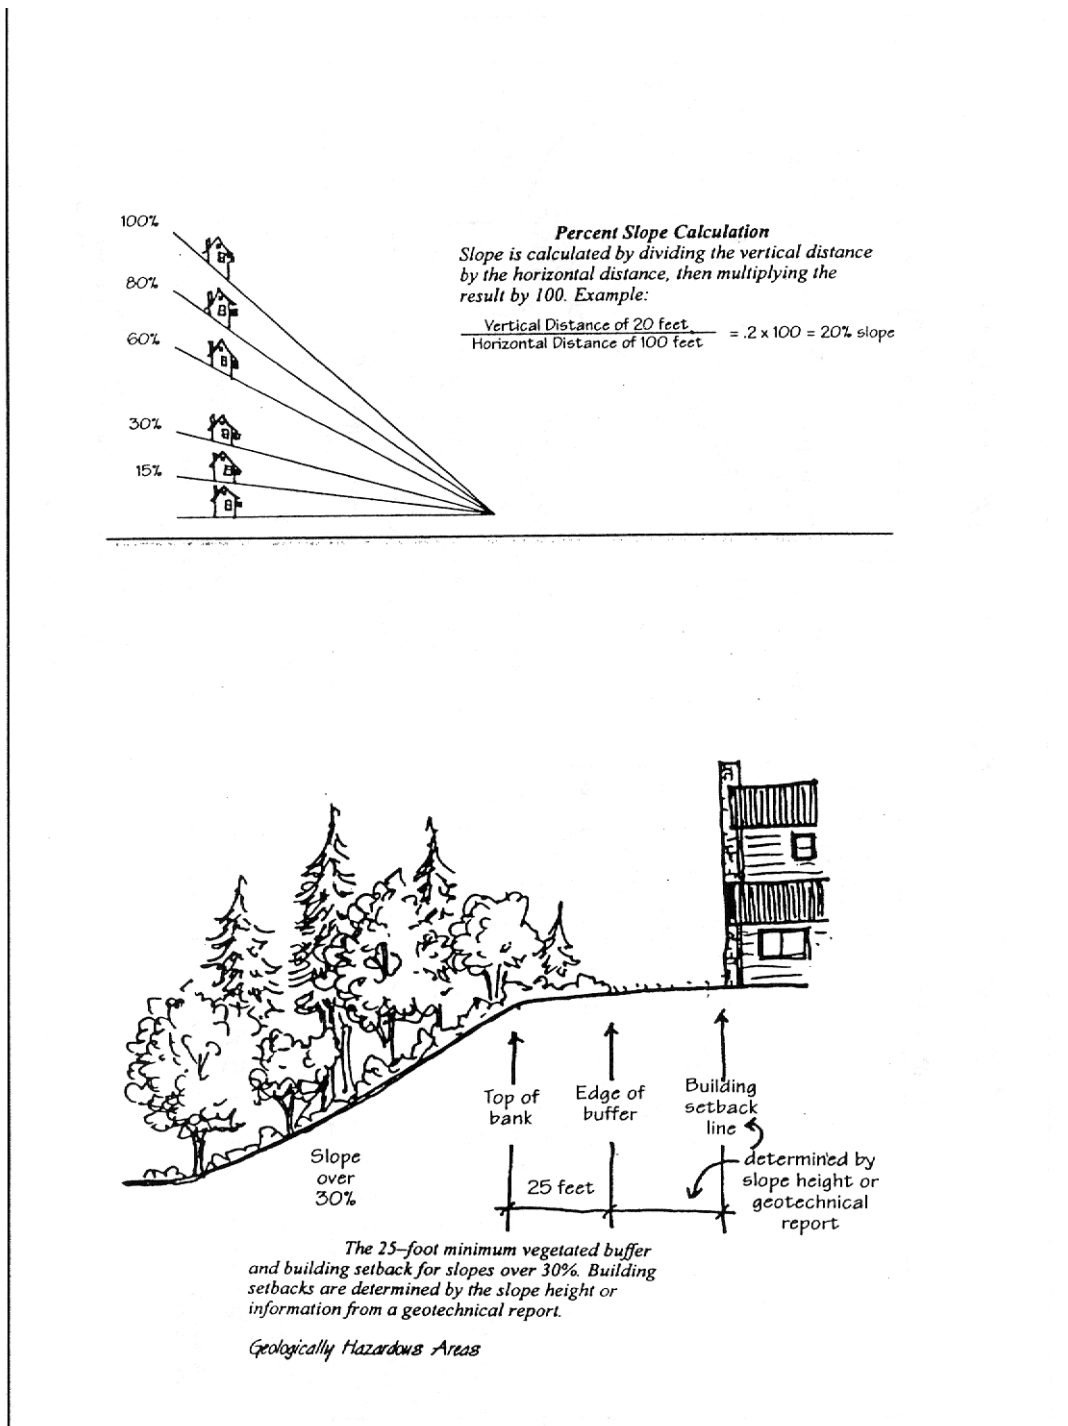 100%
80%
60%
30%
15%
Percent Slope Calculation
Slope is calculated by dividing the vertical distance
by the horizontal distance, then multiplying the
result by 100. Example:
Vertical Distance of 20 feet
Horizontal Distance of 100 feet
= .2 x 100 = 20% slope
Top of
bank
Edge of
buffer
Building
setback
line
determined by
slope height or
geotechnical
report
25 feet
Slope
over
30%
The 25-foot minimum vegetated buffer
and building setback for slopes over 30%. Building
setbacks are determined by the slope height or
information from a geotechnical report.
Geologically Hazardous Areas